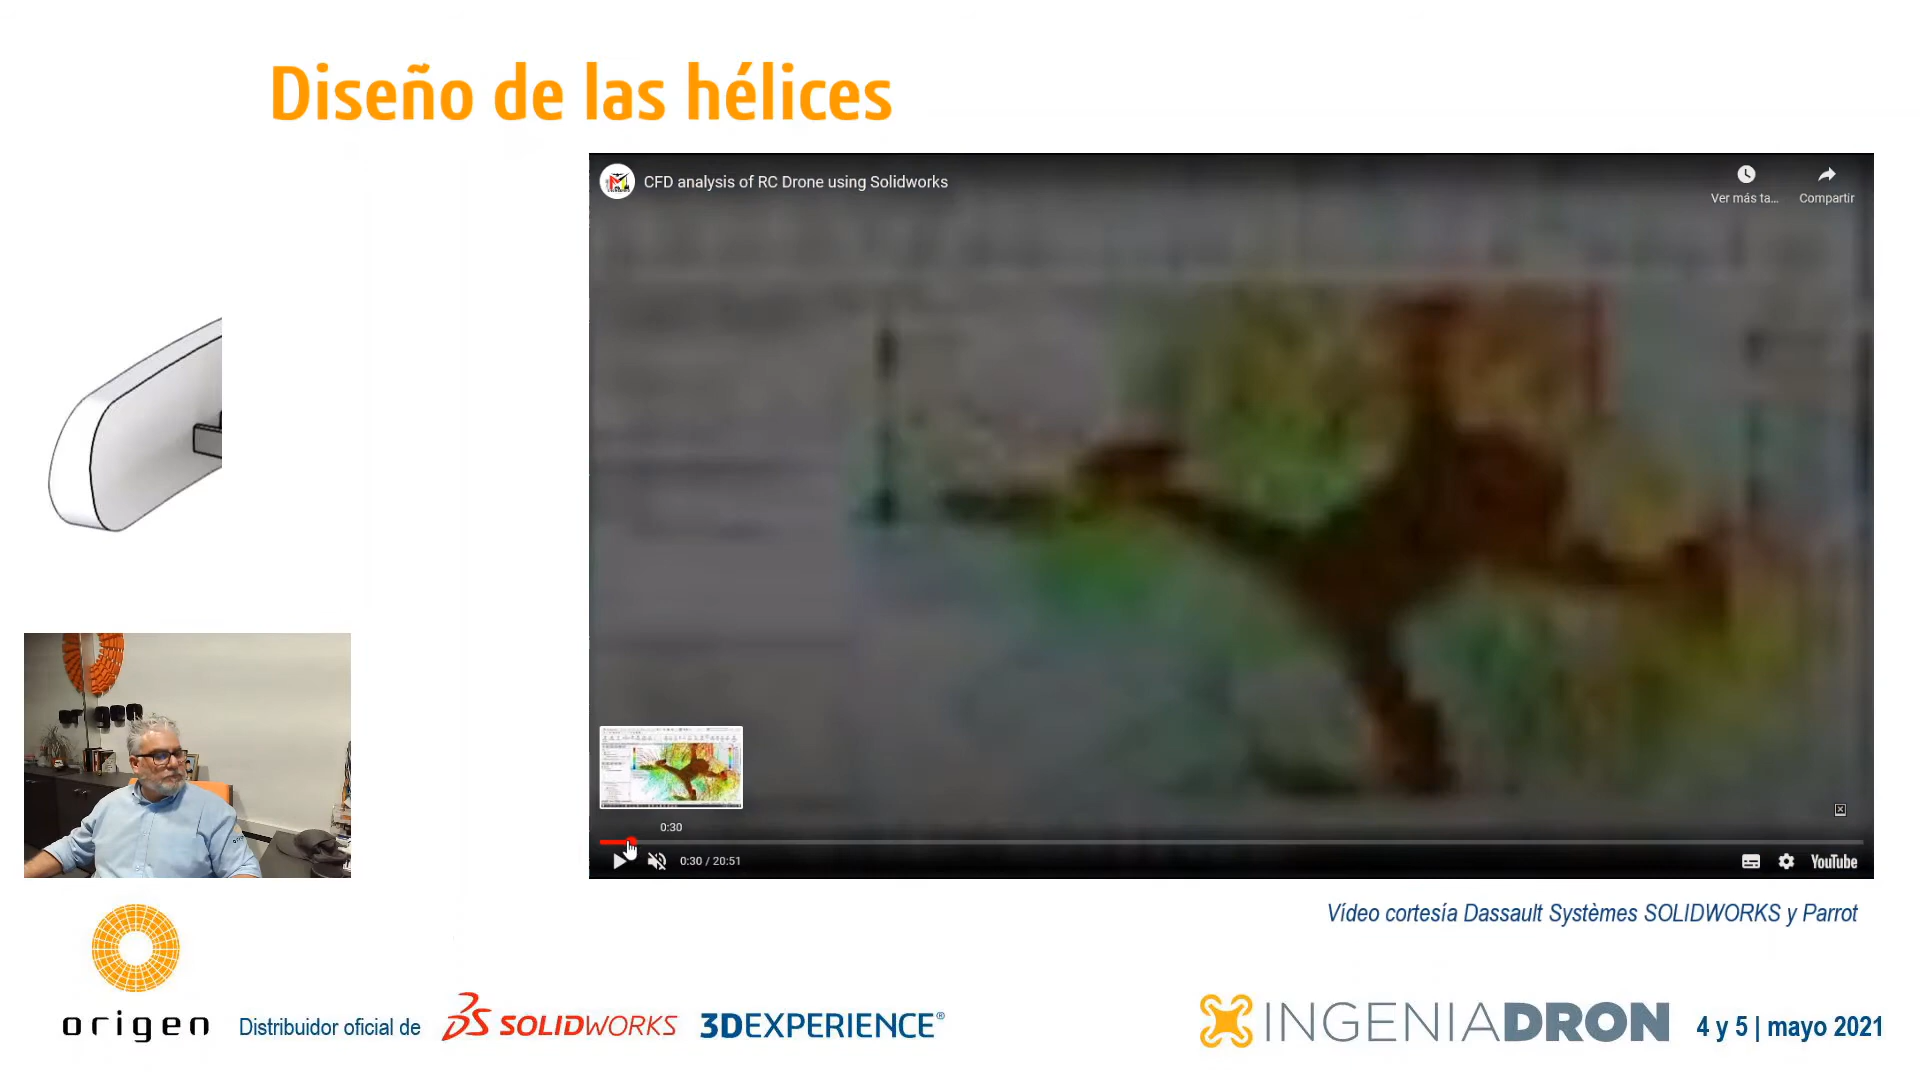 Diseño de las hélices
CFD analysis of RC Drone using Solidworks
Ver más ta...
Compartir
0:30
0:30 / 20:51
YouTube
Vídeo cortesía Dassault Systèmes SOLIDWORKS y Parrot
origen
Distribuidor oficial de
SOLIDWORKS
3DEXPERIENCE®
INGENIADRON
4 y 5 | mayo 2021